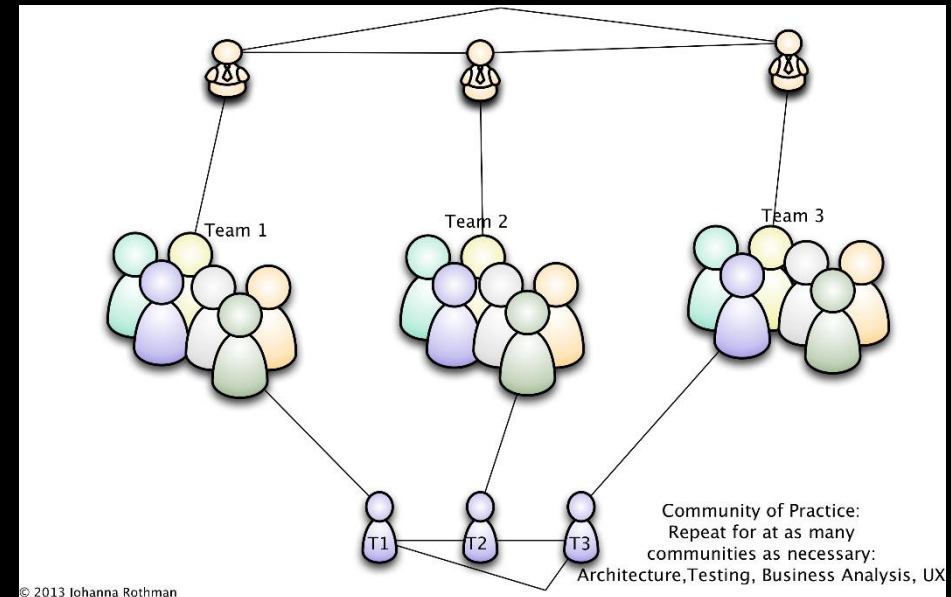 Team 1
Team 2
Team 3
T1
T2
T3
Community of Practice:
Repeat for at as many
communities as necessary:
Architecture,Testing, Business Analysis, UX
© 2013 Johanna Rothman